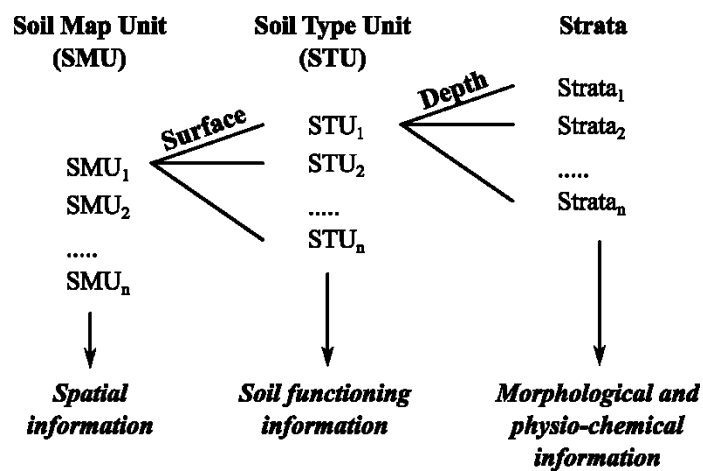 Soil Map Unit
(SMU)
Soil Type Unit
(STU)
Strata
Surface
Depth
SMU₁
SMU₂
.....
SMUₙ
STU₁
STU₂
.....
STUₙ
Strata₁
Strata₂
.....
Strataₙ
Spatial
information
Soil functioning
information
Morphological and
physio-chemical
information